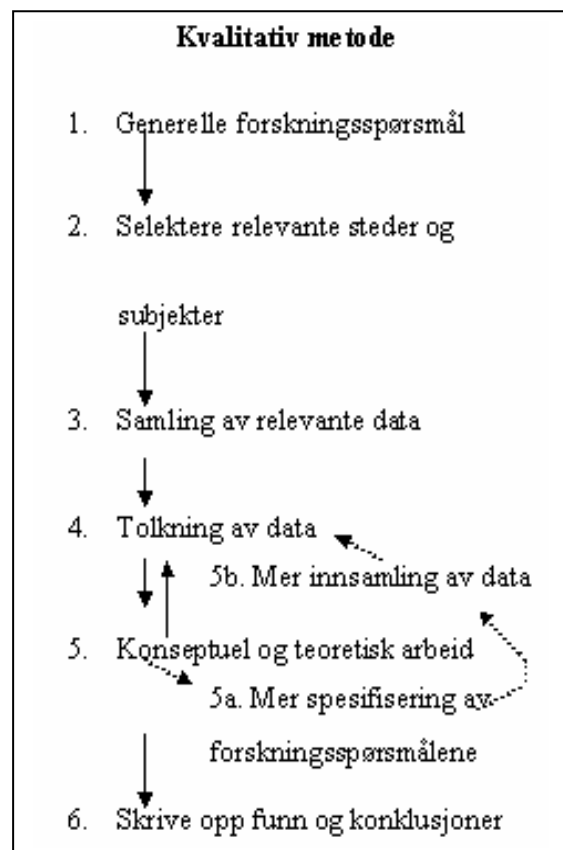 Kvalitativ metode
1. Generelle forskningsspørsmål
2. Selektere relevante steder og
subjekter
3. Samling av relevante data
4. Tolkning av data
5b. Mer innsamling av data
5. Konseptuel og teoretisk arbeid
5a. Mer spesifisering av
forskningsspørsmålene
6. Skrive opp funn og konklusjoner